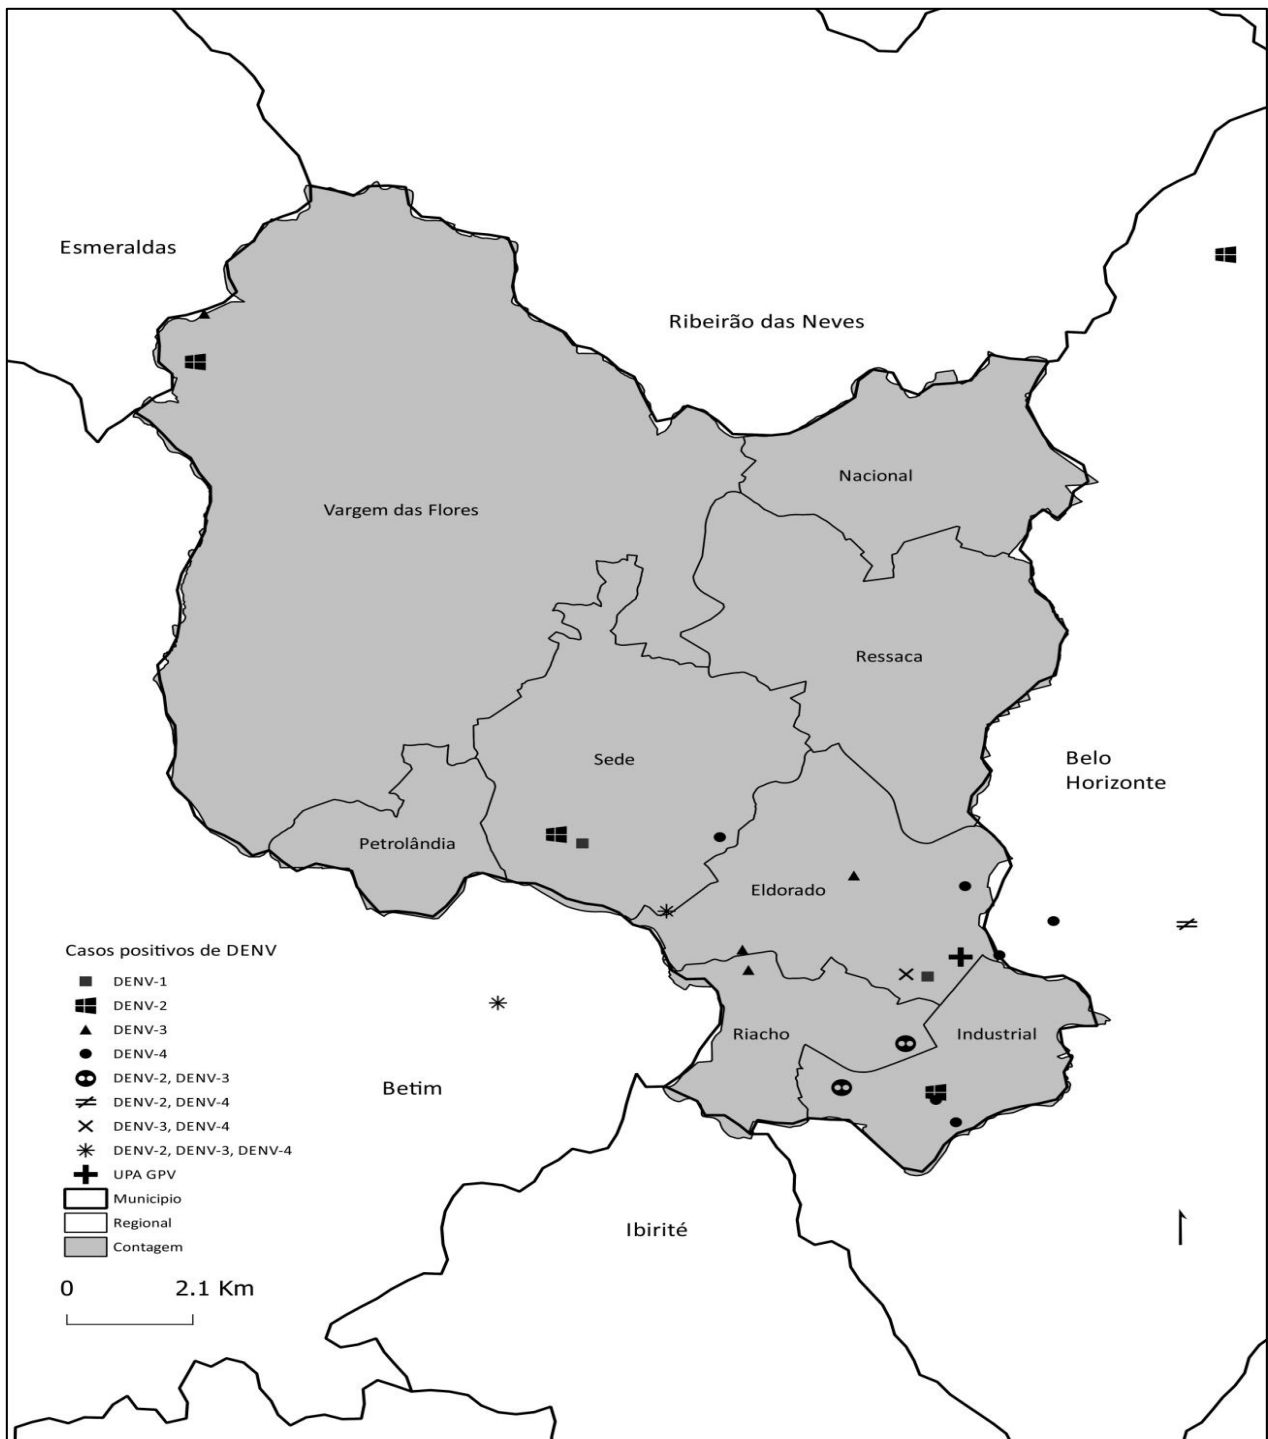 Esmeraldas
Ribeirão das Neves
Nacional
Vargem das Flores
Ressaca
Sede
Belo
Horizonte
Petrolândia
Eldorado
Casos positivos de DENV
DENV-1
DENV-2
DENV-3
DENV-4
DENV-2, DENV-3
DENV-2, DENV-4
DENV-3, DENV-4
DENV-2, DENV-3, DENV-4
UPA GPV
Municipio
Regional
Contagem
0 2.1 Km
Riacho
Industrial
Betim
Ibirité